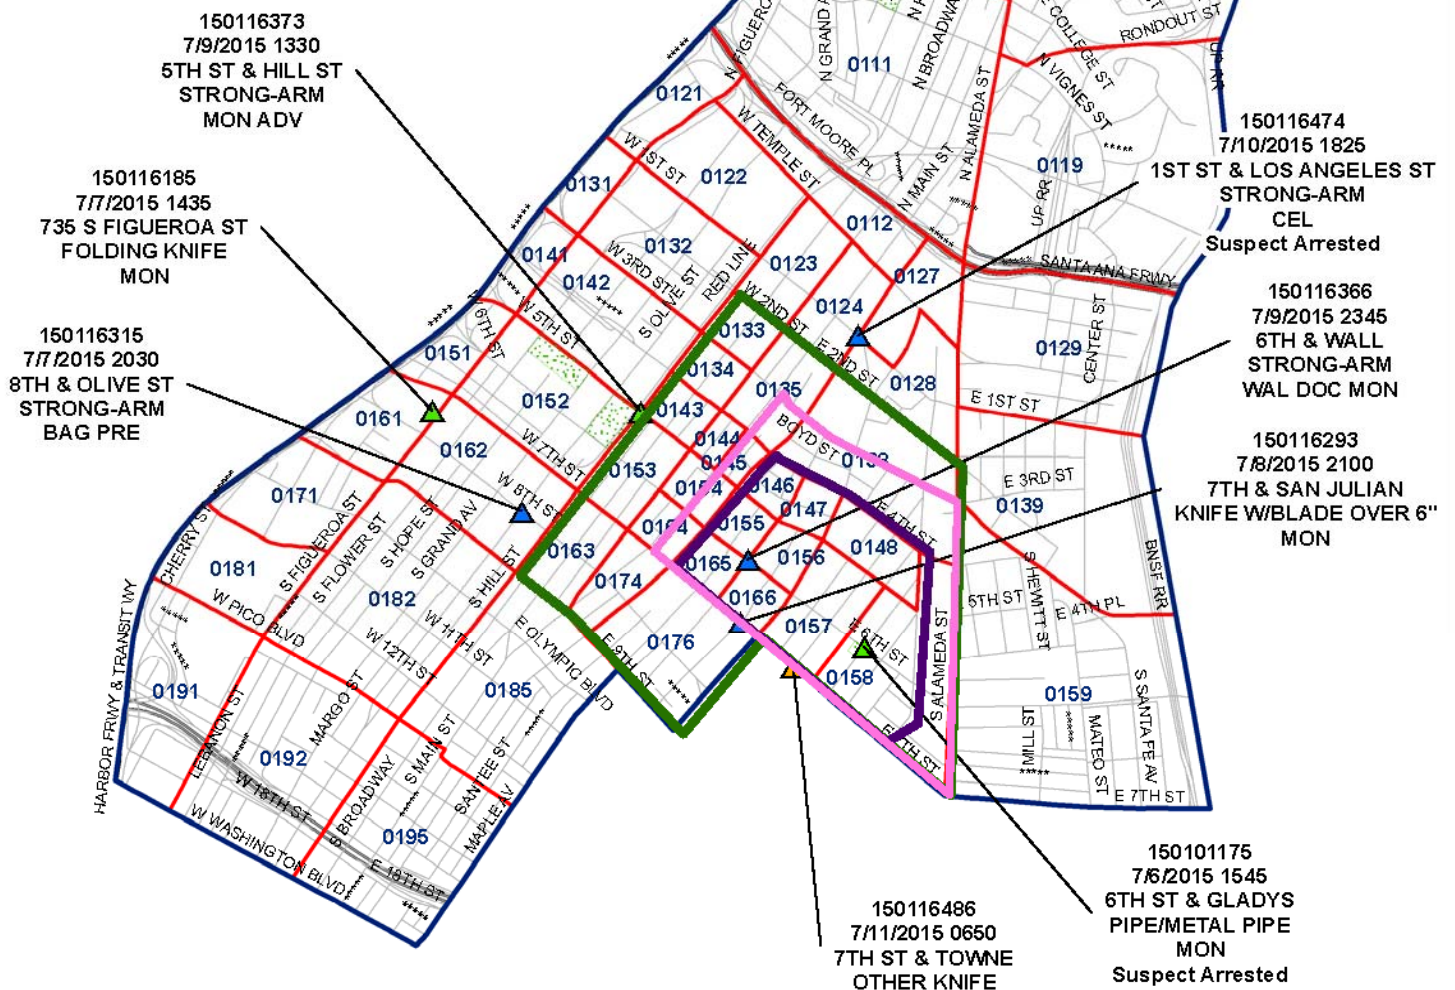 150116373
7/9/2015 1330
5TH ST & HILL ST
STRONG-ARM
MON ADV
150116185
7/7/2015 1435
735 S FIGUEROA ST
FOLDING KNIFE
MON
150116315
7/7/2015 2030
8TH & OLIVE ST
STRONG-ARM
BAG PRE
150116474
7/10/2015 1825
1ST ST & LOS ANGELES ST
STRONG-ARM
CEL
Suspect Arrested
150116366
7/9/2015 2345
6TH & WALL
STRONG-ARM
WAL DOC MON
150116293
7/8/2015 2100
7TH & SAN JULIAN
KNIFE W/BLADE OVER 6"
MON
150101175
7/6/2015 1545
6TH ST & GLADYS
PIPE/METAL PIPE
MON
Suspect Arrested
150116486
7/11/2015 0650
7TH ST & TOWNE
OTHER KNIFE
N FIGUEROA
N GRAND
N BROADWAY
COLLEGE ST
RONDOUT ST
UP RR
0111
N VIGNES ST
0121
FORT MOORE PL
N ALAMEDA ST
W TEMPLE ST
N MAIN ST
0119
UP RR
W 1ST ST
0122
0131
0112
0132
W 3RD ST
RED LINE
SANTA ANA FRWY
0141
0142
0123
0127
S OLIVE ST
0124
W 5TH ST
W 2ND ST
0133
CENTER ST
6TH ST
0151
E 2ND ST
0129
0134
0128
0135
0152
E 1ST ST
0161
0143
BOYD ST
0162
W 7TH ST
0144
0145
0153
E 3RD ST
0146
0139
0171
W 8TH ST
0154
0147
CHERRY ST
S FIGUEROA ST
S FLOWER ST
S HOPE ST
S GRAND AV
0164
0155
E 4TH ST
0148
0163
0156
0165
BNSF RR
0181
S HILL ST
0174
S HEWITT ST
0182
0166
5TH ST
E 4TH PL
W PICO BLVD
W 11TH ST
E OLYMPIC BLVD
0157
E 6TH ST
HARBOR FRWY & TRANSIT WY
W 12TH ST
E 9TH ST
0176
S ALAMEDA ST
0158
0191
0185
0159
S SANTA FE AV
LEBANON ST
MARGO ST
S MAIN ST
MILL ST
MATEO ST
0192
SANTEE ST
E 7TH ST
E 7TH ST
W 18TH ST
S BROADWAY
MAPLE AV
W WASHINGTON BLVD
0195
E 18TH ST